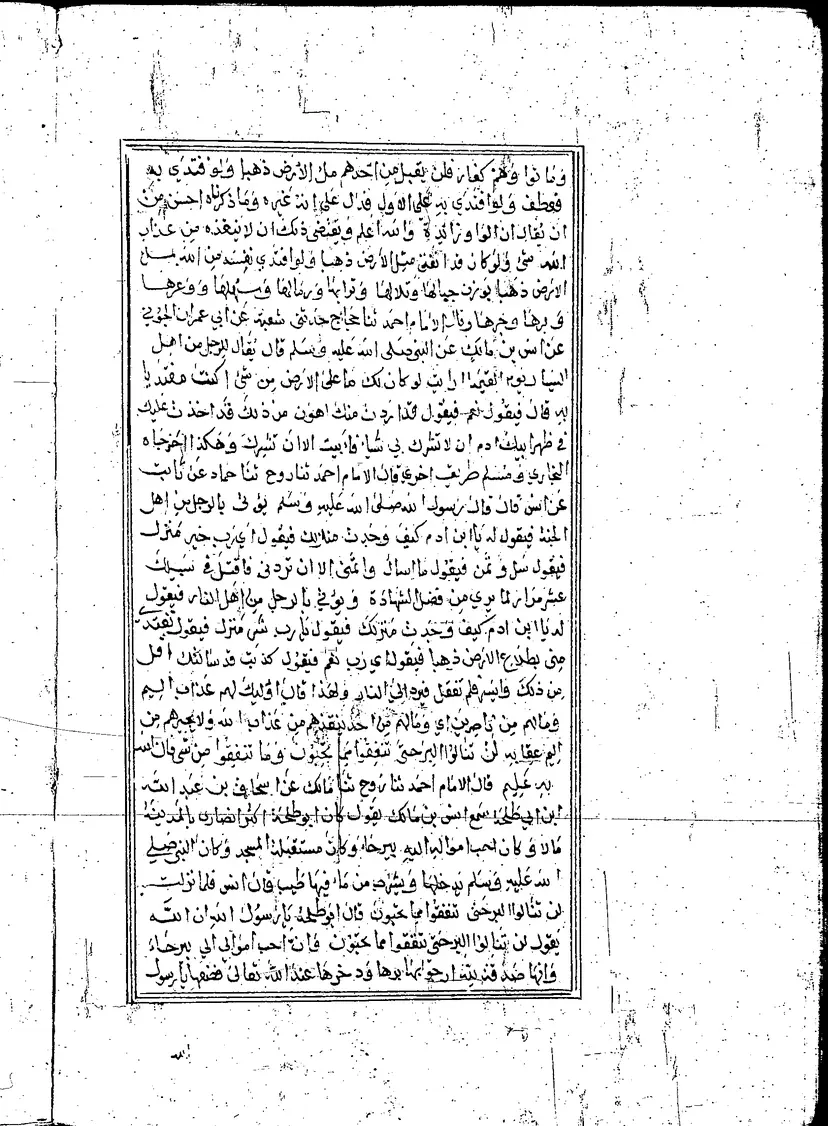 وماتوا وهم كفار فلن يقبل من احدهم ملء الارض ذهبا ولو افتدي به
فعطف ولو افتدي به على الاول فدل على انه غيره وما ذكرناه احسن من
ان يقال ان الواو زائدة والله اعلم ويقتضي ذلك ان لا ينقذه من عذاب
الله شئ ولو كان قد انفق مثل الارض ذهبا ولو افتدي بنفسه من الله بملء
الارض ذهبا بوزن جبالها وتلالها وترابها ورمالها وسهلها ووعرها
وبرها وبحرها وقال الامام احمد ثنا حجاج حدثني شعبة عن ابي عمران الجوني
عن انس بن مالك عن النبي صلى الله عليه وسلم قال يقال للرجل من اهل
النار يوم القيمة ارايت لو كان لك ما على الارض من شئ اكنت مفتديا
به قال فيقول نعم فيقول قد اردت منك اهون من ذلك قد اخذت عليك
في ظهر ابيك ادم ان لا تشرك بي شيا فابيت الا ان تشرك وهكذا اخرجاه
البخاري ومسلم طريق اخري قال الامام احمد ثنا روح ثنا حماد عن ثابت
عن انس قال قال رسول الله صلى الله عليه وسلم يؤتى بالرجل من اهل
الجنة فيقول له يا ابن ادم كيف وجدت منزلك فيقول اي رب خير منزل
فيقول سل وتمن فيقول ما اسال واتمنى الا ان تردني فاقتل في سبيلك
عشر مرار لما يري من فضل الشهادة ويؤتي بالرجل من اهل النار فيقول
له يا ابن ادم كيف وجدت منزلك فيقول يا رب شر منزل فيقول تفتدي
مني بطلاع الارض ذهبا فيقول اي رب نعم فيقول كذبت قد سالتك اقل
من ذلك وايسر فلم تفعل فيرد الى النار ولهذا قال اوليك لهم عذاب اليم
وما لهم من ناصرين اي وما لهم من احد ينقذهم من عذاب الله ولا يجيرهم من
اليم عقابه لن تنالوا البر حتى تنفقوا مما تحبون وما تنفقوا من شئ فان الله
به عليم قال الامام احمد ثنا روح ثنا مالك عن اسحاق بن عبد الله
ابن ابي طلحة سمع انس بن مالك يقول كان ابو طلحة اكثر انصاري بالمدينة
مالا وكان احب امواله اليه بيرحاء وكانت مستقبلة المسجد وكان النبي صلى
الله عليه وسلم يدخلها ويشرب من ماء فيها طيب قال انس فلما نزلت
لن تنالوا البر حتى تنفقوا مما تحبون قال ابو طلحة يا رسول الله ان الله
يقول لن تنالوا البر حتى تنفقوا مما تحبون وان احب اموالي الي بيرحاء
وانها صدقة لله ارجو بها برها وذخرها عند الله تعالى فضعها يا رسول
الله